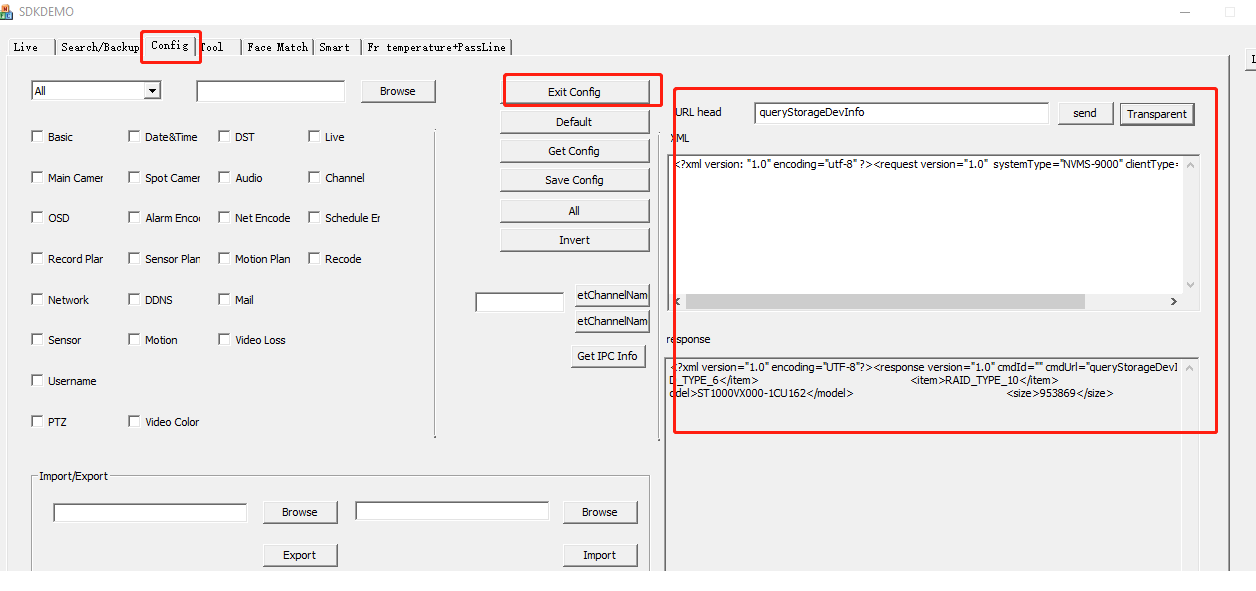 SDKDEMO
Live
Search/Backup
Config
Tool
Face Match
Smart
Fr temperature+PassLine
All
Browse
Exit Config
Default
Get Config
Save Config
All
Invert
Basic
Date&Time
DST
Live
Main Camer
Spot Camer
Audio
Channel
OSD
Alarm Enco
Net Encode
Schedule Er
Record Plar
Sensor Plan
Motion Plan
Recode
Network
DDNS
Mail
Sensor
Motion
Video Loss
Username
PTZ
Video Color
etChannelNam
etChannelNam
Get IPC Info
URL head
queryStorageDevInfo
send
Transparent
XML
<?xml version: "1.0" encoding="utf-8" ?><request version="1.0"  systemType="NVMS-9000" clientType=
response
<?xml version="1.0" encoding="UTF-8"?><response version="1.0" cmdId="" cmdUrl="queryStorageDevI
D_TYPE_6</item> <item>RAID_TYPE_10</item>
odel>ST1000VX000-1CU162</model> <size>953869</size>
Import/Export
Browse
Browse
Export
Import